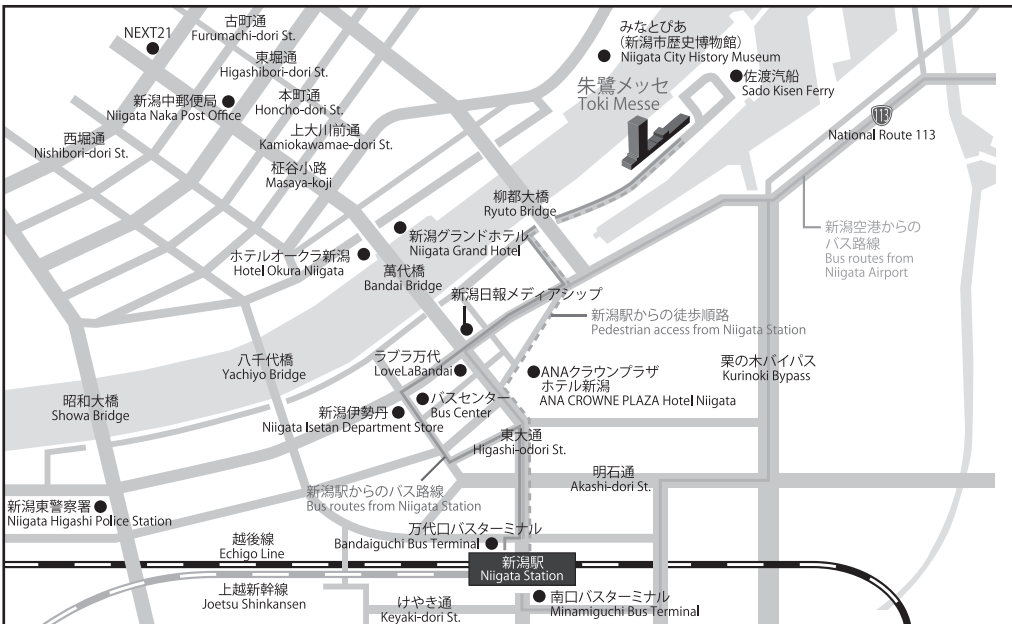 NEXT21
古町通
Furumachi-dori St.
東堀通
Higashibori-dori St.
新潟中郵便局
Niigata Naka Post Office
本町通
Honcho-dori St.
西堀通
Nishibori-dori St.
上大川前通
Kamiokawamae-dori St.
柾谷小路
Masaya-koji
みなとぴあ
(新潟市歴史博物館)
Niigata City History Museum
朱鷺メッセ
Toki Messe
佐渡汽船
Sado Kisen Ferry
113
National Route 113
柳都大橋
Ryuto Bridge
新潟空港からの
バス路線
Bus routes from
Niigata Airport
新潟グランドホテル
Niigata Grand Hotel
ホテルオークラ新潟
Hotel Okura Niigata
萬代橋
Bandai Bridge
新潟日報メディアシップ
新潟駅からの徒歩順路
Pedestrian access from Niigata Station
八千代橋
Yachiyo Bridge
ラブラ万代
LoveLaBandai
ANAクラウンプラザ
ホテル新潟
ANA CROWNE PLAZA Hotel Niigata
栗の木バイパス
Kurinoki Bypass
昭和大橋
Showa Bridge
バスセンター
Bus Center
新潟伊勢丹
Niigata Isetan Department Store
東大通
Higashi-odori St.
明石通
Akashi-dori St.
新潟駅からのバス路線
Bus routes from Niigata Station
新潟東警察署
Niigata Higashi Police Station
万代口バスターミナル
Bandaiguchi Bus Terminal
越後線
Echigo Line
新潟駅
Niigata Station
上越新幹線
Joetsu Shinkansen
けやき通
Keyaki-dori St.
南口バスターミナル
Minamiguchi Bus Terminal